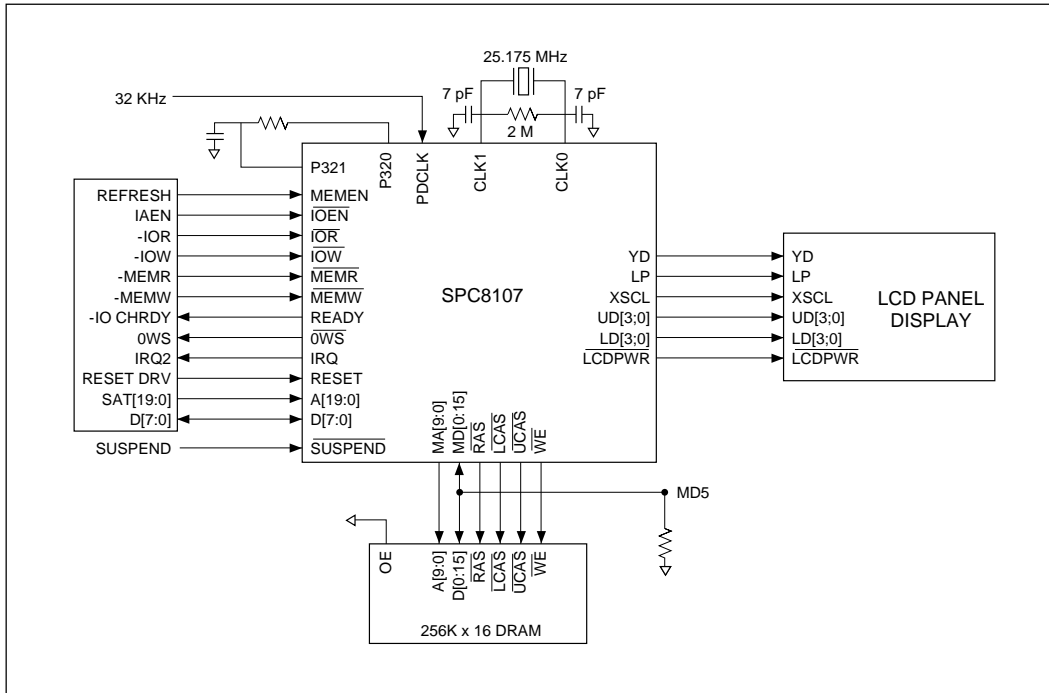 25.175 MHz
32 KHz
7 pF
7 pF
2 M
P321
P320
PDCLK
CLK1
CLK0
REFRESH
MEMEN
IAEN
IOEN
-IOR
IOR
-IOW
IOW
-MEMR
MEMR
-MEMW
MEMW
-IO CHRDY
READY
0WS
0WS
IRQ2
IRQ
RESET DRV
RESET
SAT[19:0]
A[19:0]
D[7:0]
D[7:0]
SUSPEND
SUSPEND
SPC8107
YD
LP
XSCL
UD[3;0]
LD[3;0]
LCDPWR
YD
LP
XSCL
UD[3;0]
LD[3;0]
LCDPWR
LCD PANEL
DISPLAY
MA[9:0]
MD[0:15]
RAS
LCAS
UCAS
WE
MD5
OE
A[9:0]
D[0:15]
RAS
LCAS
UCAS
WE
256K x 16 DRAM